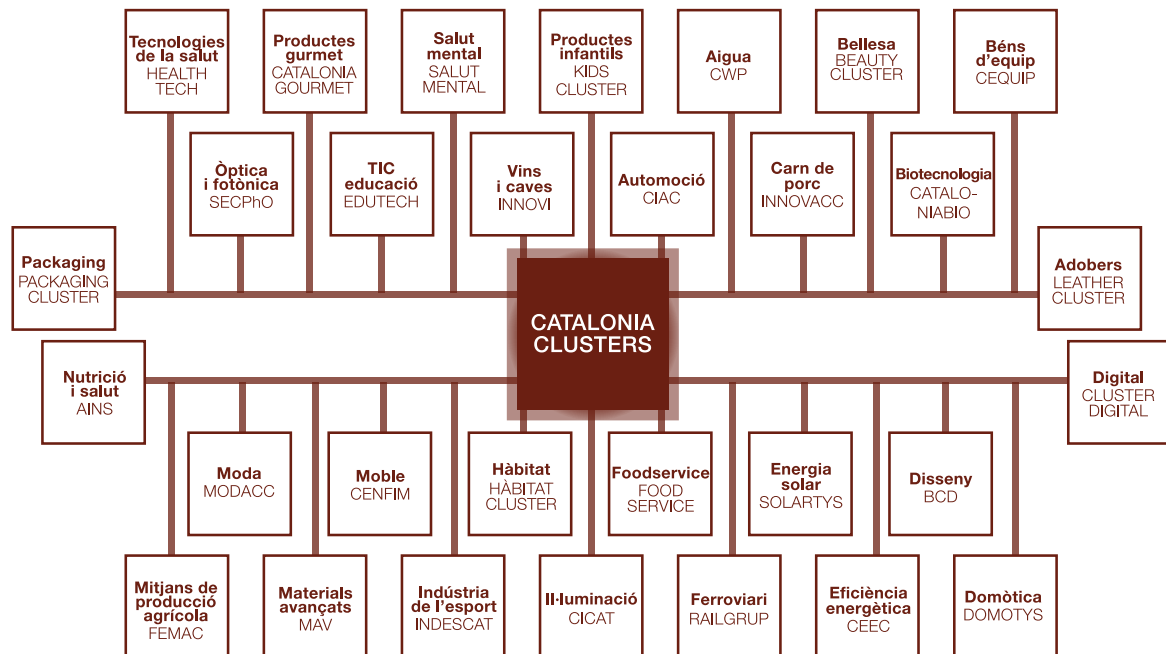 Tecnologies
de la salut
HEALTH
TECH
Productes
gurmet
CATALONIA
GOURMET
Salut
mental
SALUT
MENTAL
Productes
infantils
KIDS
CLUSTER
Aigua
CWP
Bellesa
BEAUTY
CLUSTER
Béns
d'equip
CEQUIP
Òptica
i fotònica
SECPhO
TIC
educació
EDUTECH
Vins
i caves
INNOVI
Automoció
CIAC
Carn de
porc
INNOVACC
Biotecnologia
CATALO-
NIABIO
Packaging
PACKAGING
CLUSTER
Adobers
LEATHER
CLUSTER
CATALONIA
CLUSTERS
Nutrició
i salut
AINS
Digital
CLUSTER
DIGITAL
Moda
MODACC
Moble
CENFIM
Hàbitat
HÀBITAT
CLUSTER
Foodservice
FOOD
SERVICE
Energia
solar
SOLARTYS
Disseny
BCD
Mitjans de
producció
agrícola
FEMAC
Materials
avançats
MAV
Indústria
de l'esport
INDESCAT
Il·luminació
CICAT
Ferroviari
RAILGRUP
Eficiència
energètica
CEEC
Domòtica
DOMOTYS